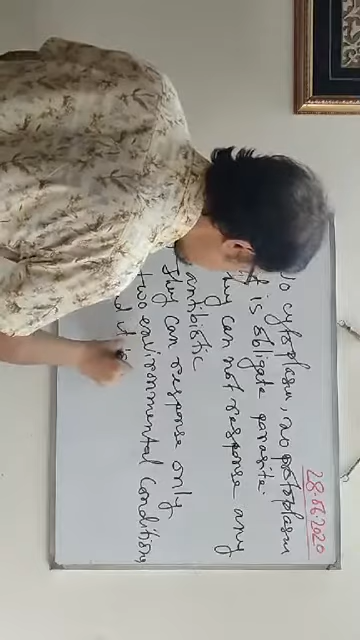 28.06.2020
No cytoplasm, no protoplasm
it is obligate parasite.
They can not response any
antibiotic
They can response only
two environmental Conditions